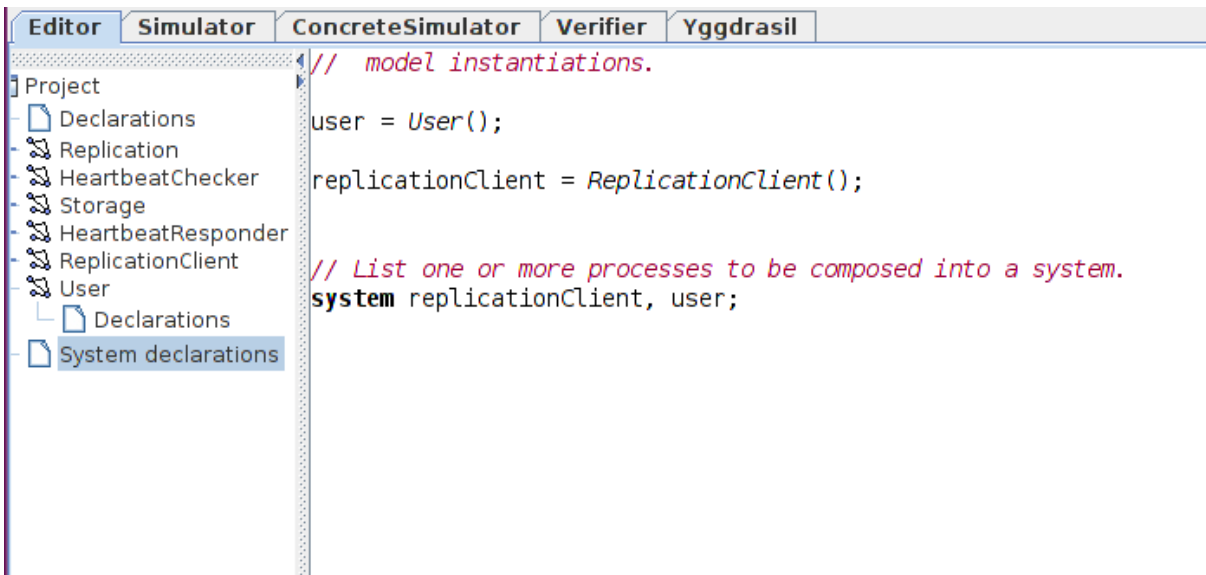 Editor Simulator ConcreteSimulator Verifier Yggdrasil
Project
Declarations
Replication
HeartbeatChecker
Storage
HeartbeatResponder
ReplicationClient
User
Declarations
System declarations
// model instantiations.
user = User();
replicationClient = ReplicationClient();
// List one or more processes to be composed into a system.
system replicationClient, user;